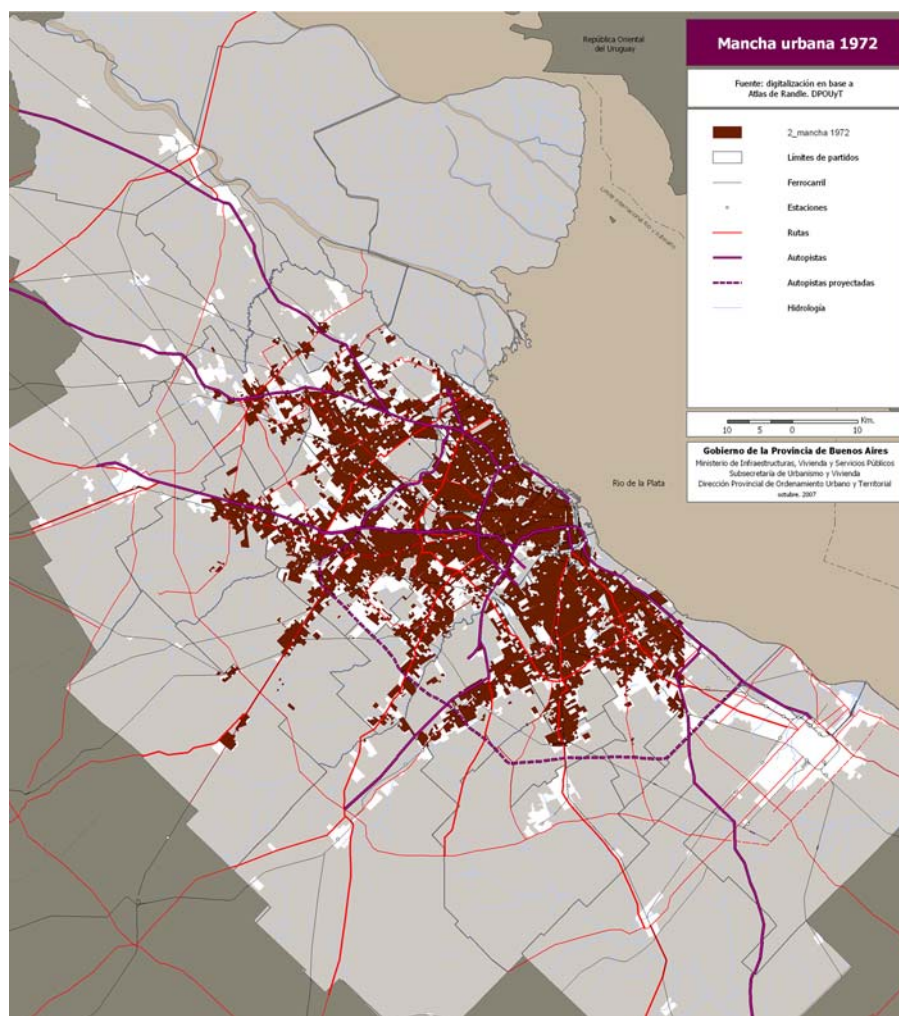 República Oriental
del Uruguay
Mancha urbana 1972
Fuente: digitalización en base a
Atlas de Randle. DPOUyT
2_mancha 1972
Límites de partidos
Ferrocarril
Estaciones
Rutas
Autopistas
Autopistas proyectadas
Hidrología
Km.
10 5 0 10
Gobierno de la Provincia de Buenos Aires
Ministerio de Infraestructuras, Vivienda y Servicios Públicos
Subsecretaría de Urbanismo y Vivienda
Dirección Provincial de Ordenamiento Urbano y Territorial
octubre, 2007
Rio de la Plata